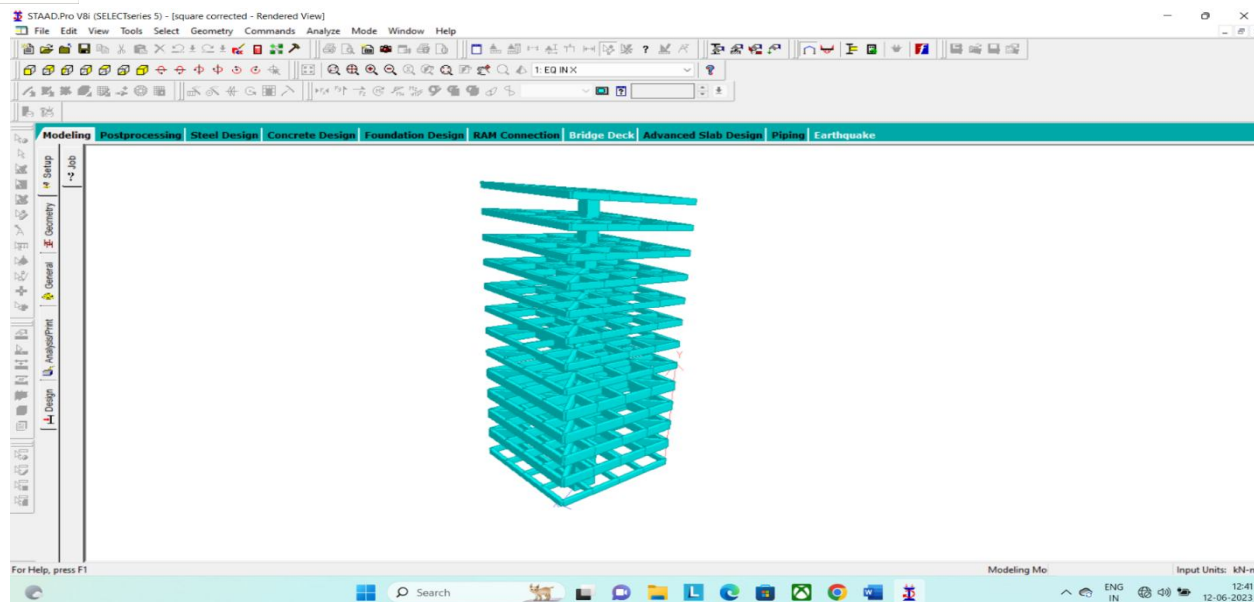 STAAD.Pro V8i (SELECTseries 5) - [square corrected - Rendered View]
File Edit View Tools Select Geometry Commands Analyze Mode Window Help
1: EQ IN X
Modeling Postprocessing Steel Design Concrete Design Foundation Design RAM Connection Bridge Deck Advanced Slab Design Piping Earthquake
Setup
Job
Geometry
General
Analysis/Print
Design
Y
For Help, press F1
Modeling Mo
Input Units: kN-m
Search
ENG
IN
12:41
12-06-2023